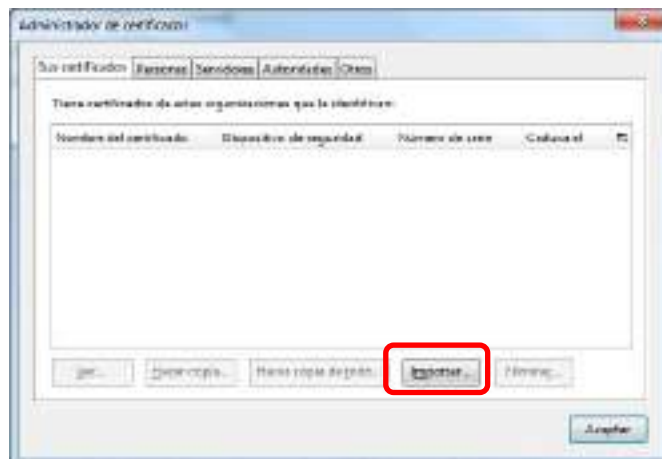 Administrador de certificados
Sus certificados Personas Servidores Autoridades Otros
Tiene certificados de estas organizaciones que le identifican:
Nombre del certificado Dispositivo de seguridad Número de serie Caduca el
Ver... Hacer copia... Hacer copia de todo... Importar... Eliminar...
Aceptar